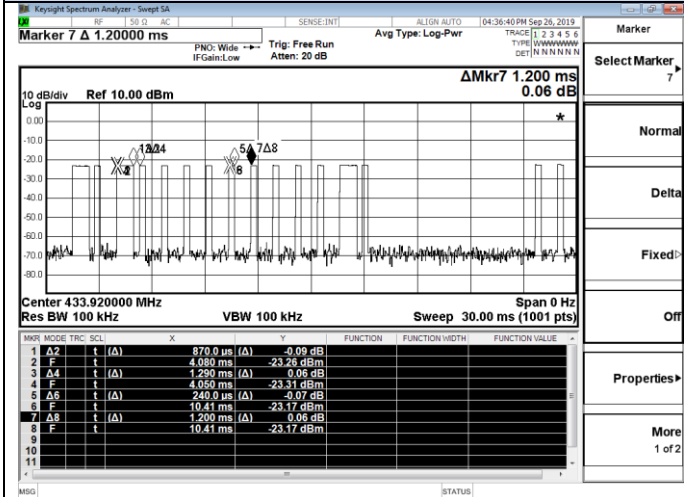 Keysight Spectrum Analyzer - Swept SA
RF 50 Ω AC SENSE:INT ALIGN AUTO 04:36:40 PM Sep 26, 2019
Marker 7 Δ 1.20000 ms
PNO: Wide
IFGain:Low
Trig: Free Run
Atten: 20 dB
Avg Type: Log-Pwr
TRACE 1 2 3 4 5 6
TYPE WWWWWW
DET N N N N N N
ΔMkr7 1.200 ms
0.06 dB
10 dB/div Ref 10.00 dBm
Log
0.00
-10.0
-20.0
-30.0
-40.0
-50.0
-60.0
-70.0
-80.0
5Δ 7Δ8
Center 433.920000 MHz Span 0 Hz
Res BW 100 kHz VBW 100 kHz Sweep 30.00 ms (1001 pts)
MKR MODE TRC SCL X Y FUNCTION FUNCTION WIDTH FUNCTION VALUE
1 Δ2 t (Δ) 870.0 µs (Δ) -0.09 dB
2 F t 4.080 ms -23.26 dBm
3 Δ4 t (Δ) 1.290 ms (Δ) 0.06 dB
4 F t 4.050 ms -23.31 dBm
5 Δ6 t (Δ) 240.0 µs (Δ) -0.07 dB
6 F t 10.41 ms -23.17 dBm
7 Δ8 t (Δ) 1.200 ms (Δ) 0.06 dB
8 F t 10.41 ms -23.17 dBm
9
10
11
MSG STATUS
Marker
Select Marker
7
Normal
Delta
Fixed
Off
Properties
More
1 of 2